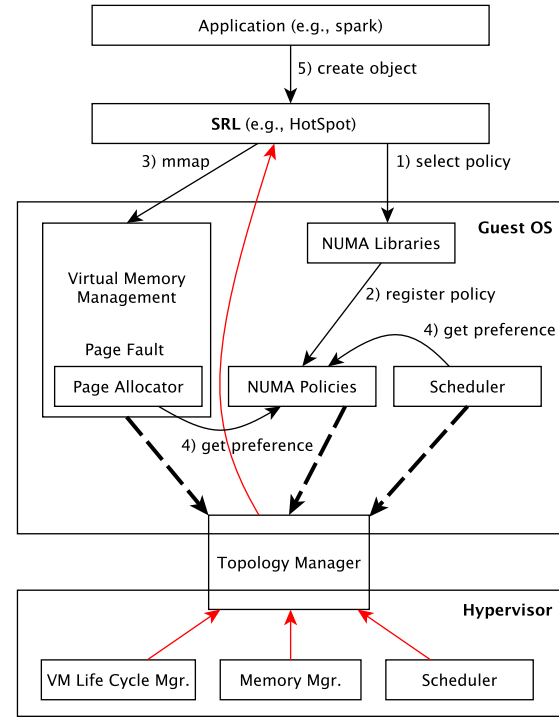 Application (e.g., spark)
5) create object
SRL (e.g., HotSpot)
3) mmap
1) select policy
Guest OS
NUMA Libraries
Virtual Memory
Management
2) register policy
4) get preference
Page Fault
Page Allocator
NUMA Policies
Scheduler
4) get preference
Topology Manager
Hypervisor
VM Life Cycle Mgr.
Memory Mgr.
Scheduler